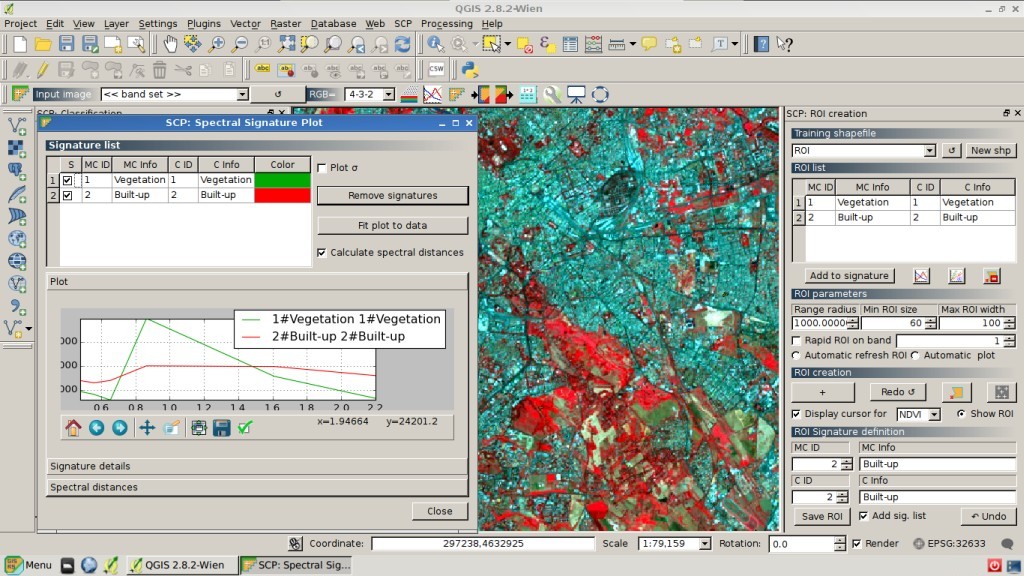 QGIS 2.8.2-Wien
Project Edit View Layer Settings Plugins Vector Raster Database Web SCP Processing Help
abc abc abc abc abc abc abc CSW
Input image << band set >> RGB= 4-3-2
SCP: Classification
SCP: ROI creation
SCP: Spectral Signature Plot
Signature list
S MC ID MC Info C ID C Info Color
1 1 Vegetation 1 Vegetation
2 2 Built-up 2 Built-up
Plot σ
Remove signatures
Fit plot to data
Calculate spectral distances
Plot
1#Vegetation 1#Vegetation
2#Built-up 2#Built-up
000
000
000
0.6 0.8 1.0 1.2 1.4 1.6 1.8 2.0 2.2
x=1.94664 y=24201.2
Signature details
Spectral distances
Close
Training shapefile
ROI New shp
ROI list
MC ID MC Info C ID C Info
1 1 Vegetation 1 Vegetation
2 2 Built-up 2 Built-up
Add to signature
ROI parameters
Range radius Min ROI size Max ROI width
1000.0000 60 100
Rapid ROI on band 1
Automatic refresh ROI Automatic plot
ROI creation
+ Redo ↺
Display cursor for NDVI Show ROI
ROI Signature definition
MC ID MC Info
2 Built-up
C ID C Info
2 Built-up
Save ROI Add sig. list Undo
Coordinate: 297238,4632925 Scale 1:79,159 Rotation: 0.0 Render EPSG:32633
Menu QGIS 2.8.2-Wien SCP: Spectral Sig...